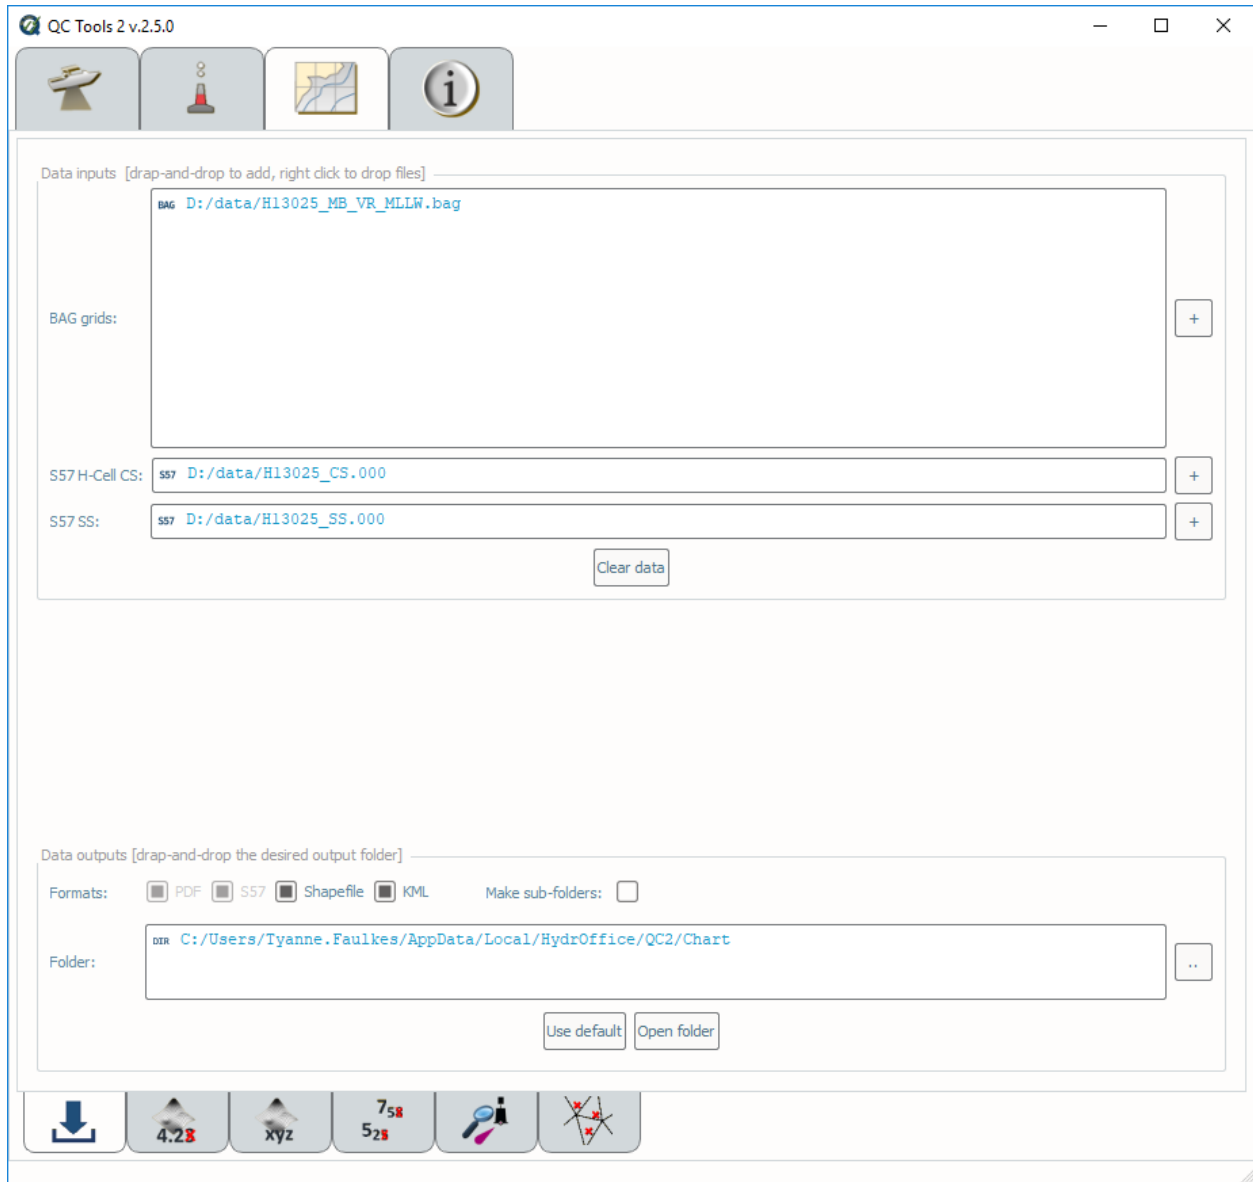 QC Tools 2 v.2.5.0
Data inputs [drap-and-drop to add, right click to drop files]
BAG D:/data/H13025_MB_VR_MLLW.bag
BAG grids:
+
S57 H-Cell CS: S57 D:/data/H13025_CS.000 +
S57 SS: S57 D:/data/H13025_SS.000 +
Clear data
Data outputs [drap-and-drop the desired output folder]
Formats: PDF S57 Shapefile KML Make sub-folders:
DIR C:/Users/Tyanne.Faulkes/AppData/Local/HydrOffice/QC2/Chart
Folder:
..
Use default Open folder
4.28 xyz 758
528